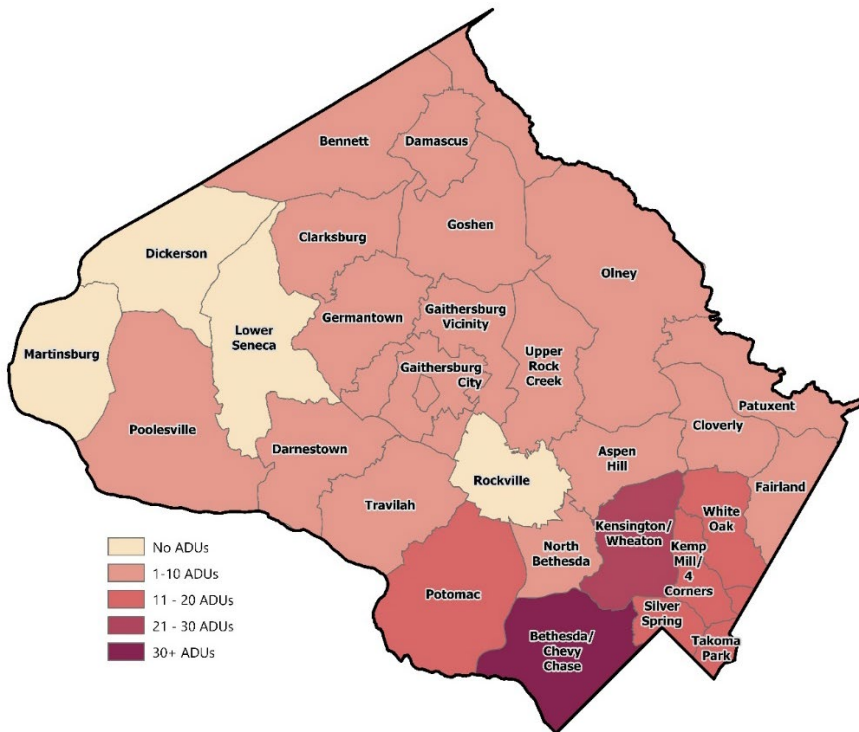 Bennett
Damascus
Dickerson
Clarksburg
Goshen
Olney
Martinsburg
Lower
Seneca
Germantown
Gaithersburg
Vicinity
Gaithersburg
City
Upper
Rock
Creek
Poolesville
Darnestown
Travilah
Rockville
Aspen
Hill
Patuxent
Cloverly
Fairland
White
Oak
Kensington/
Wheaton
North
Bethesda
Kemp
Mill/
4
Corners
Potomac
Silver
Spring
Takoma
Park
Bethesda/
Chevy
Chase
No ADUs
1-10 ADUs
11 - 20 ADUs
21 - 30 ADUs
30+ ADUs